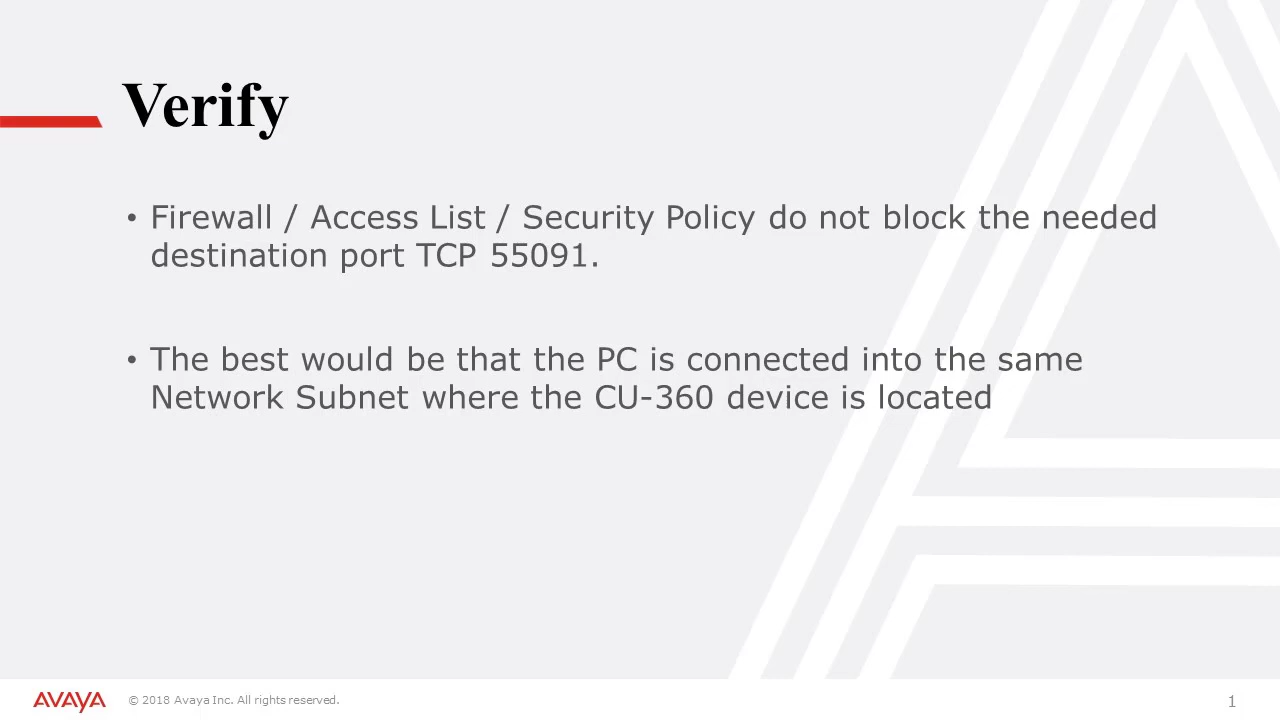 Verify
• Firewall / Access List / Security Policy do not block the needed
destination port TCP 55091.
• The best would be that the PC is connected into the same
Network Subnet where the CU-360 device is located
AVAYA © 2018 Avaya Inc. All rights reserved. 1